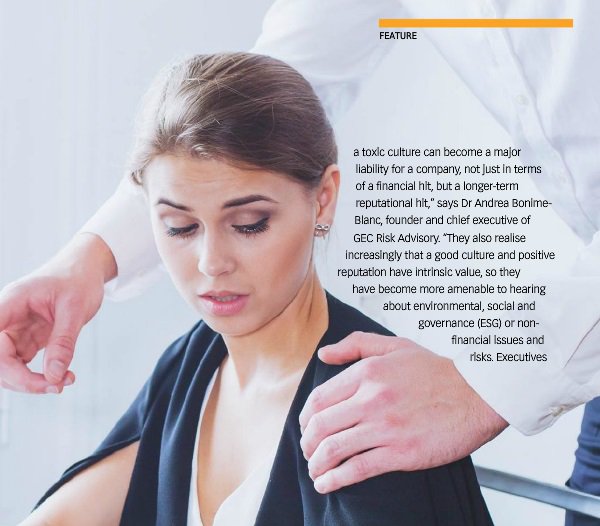 FEATURE
a toxic culture can become a major
liability for a company, not just in terms
of a financial hit, but a longer-term
reputational hit,” says Dr Andrea Bonime-
Blanc, founder and chief executive of
GEC Risk Advisory. “They also realise
increasingly that a good culture and positive
reputation have intrinsic value, so they
have become more amenable to hearing
about environmental, social and
governance (ESG) or non-
financial issues and
risks. Executives